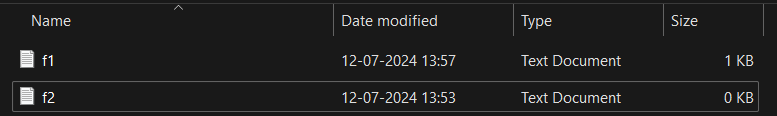 Name Date modified Type Size
f1 12-07-2024 13:57 Text Document 1 KB
f2 12-07-2024 13:53 Text Document 0 KB